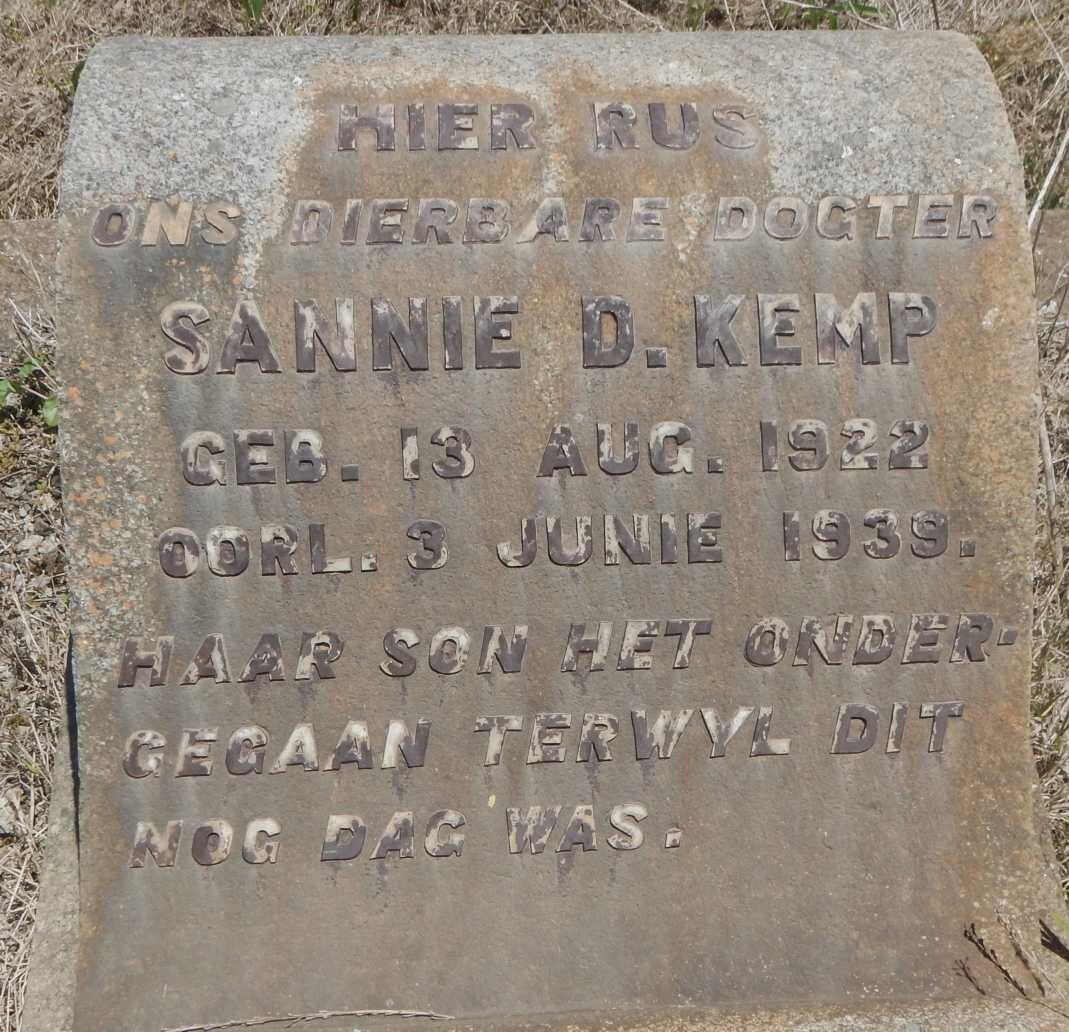 HIER RUS
ONS DIERBARE DOGTER
SANNIE D. KEMP
GEB. 13 AUG. 1922
OORL. 3 JUNIE 1939.
HAAR SON HET ONDER-
GEGAAN TERWYL DIT
NOG DAG WAS.